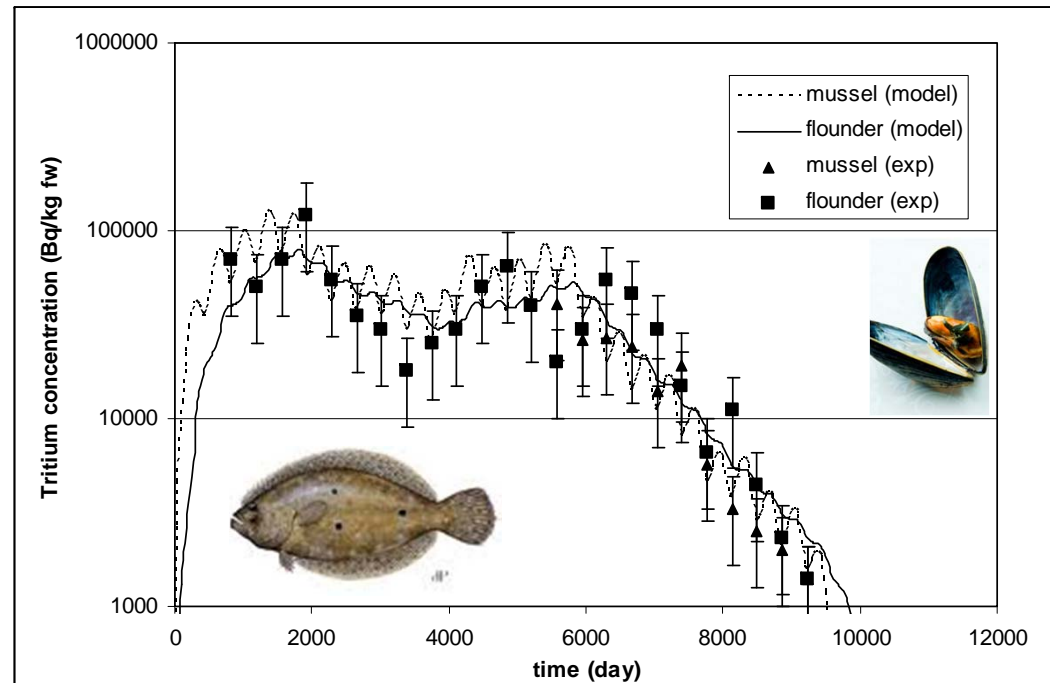 Tritium concentration (Bq/kg fw)
1000000
100000
10000
1000
0
2000
4000
6000
8000
10000
12000
time (day)
mussel (model)
flounder (model)
mussel (exp)
flounder (exp)